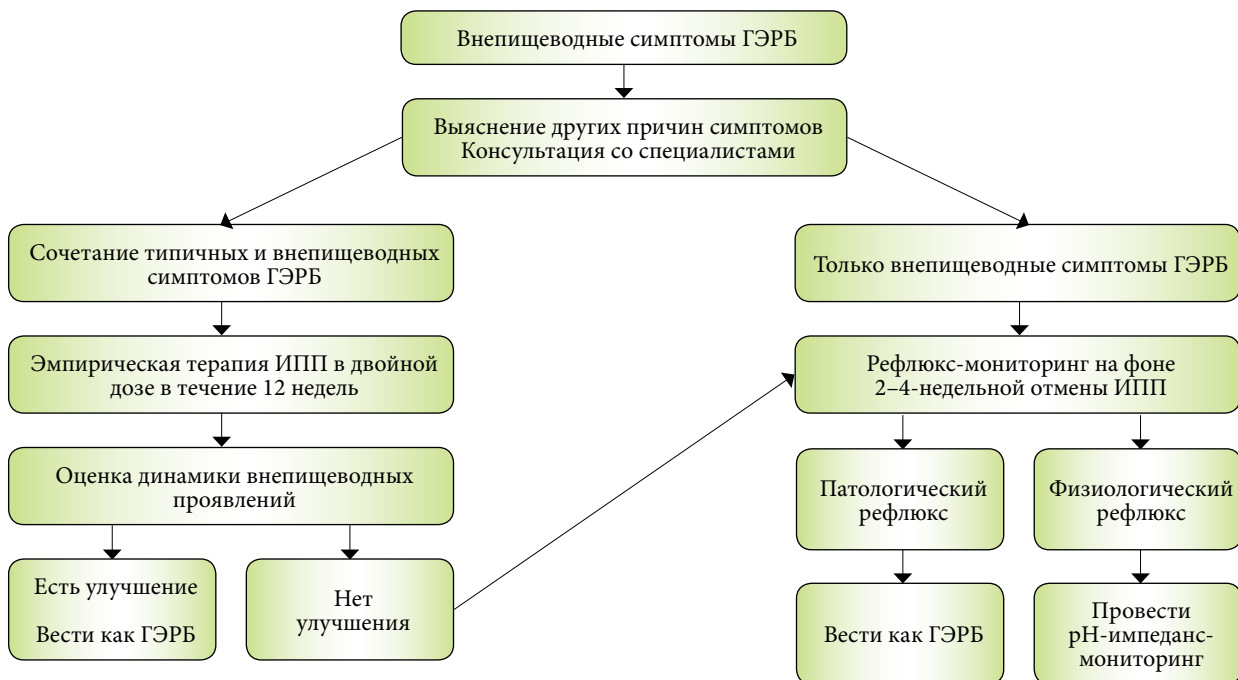 Внепищеводные симптомы ГЭРБ
Выяснение других причин симптомов
Консультация со специалистами
Сочетание типичных и внепищеводных
симптомов ГЭРБ
Только внепищеводные симптомы ГЭРБ
Эмпирическая терапия ИПП в двойной
дозе в течение 12 недель
Рефлюкс-мониторинг на фоне
2–4-недельной отмены ИПП
Оценка динамики внепищеводных
проявлений
Патологический
рефлюкс
Физиологический
рефлюкс
Есть улучшение
Вести как ГЭРБ
Нет
улучшения
Вести как ГЭРБ
Провести
pH-импеданс-
мониторинг